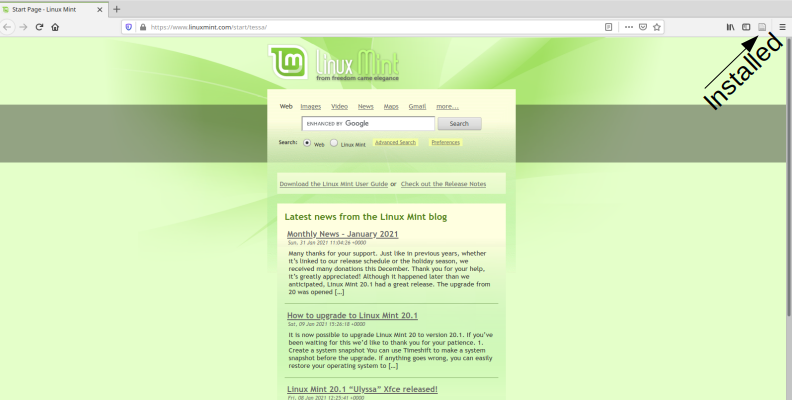 Start Page - Linux Mint
https://www.linuxmint.com/start/tessa/
Installed
Linux Mint
from freedom came elegance
Web Images Video News Maps Gmail more...
ENHANCED BY Google Search
Search: Web Linux Mint Advanced Search Preferences
Download the Linux Mint User Guide or Check out the Release Notes
Latest news from the Linux Mint blog
Monthly News - January 2021
Sun, 31 Jan 2021 11:04:26 +0000
Many thanks for your support. Just like in previous years, whether
it's linked to our release schedule or the holiday season, we
received many donations this December. Thank you for your help,
it's greatly appreciated! Although it happened later than we
anticipated, Linux Mint 20.1 had a great release. The upgrade from
20 was opened […]
How to upgrade to Linux Mint 20.1
Sat, 09 Jan 2021 15:26:18 +0000
It is now possible to upgrade Linux Mint 20 to version 20.1. If you've
been waiting for this we'd like to thank you for your patience. 1.
Create a system snapshot You can use Timeshift to make a system
snapshot before the upgrade. If anything goes wrong, you can easily
restore your operating system to […]
Linux Mint 20.1 “Ulyssa” Xfce released!
Fri, 08 Jan 2021 12:25:41 +0000